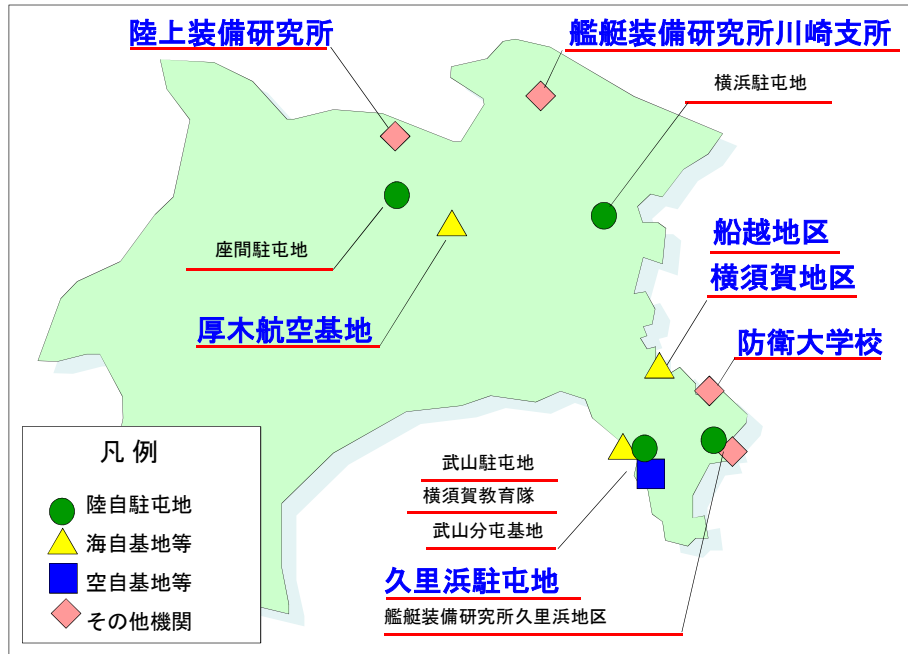 陸上装備研究所
艦艇装備研究所川崎支所
横浜駐屯地
座間駐屯地
船越地区
横須賀地区
厚木航空基地
防衛大学校
凡 例
陸自駐屯地
海自基地等
空自基地等
その他機関
武山駐屯地
横須賀教育隊
武山分屯基地
久里浜駐屯地
艦艇装備研究所久里浜地区